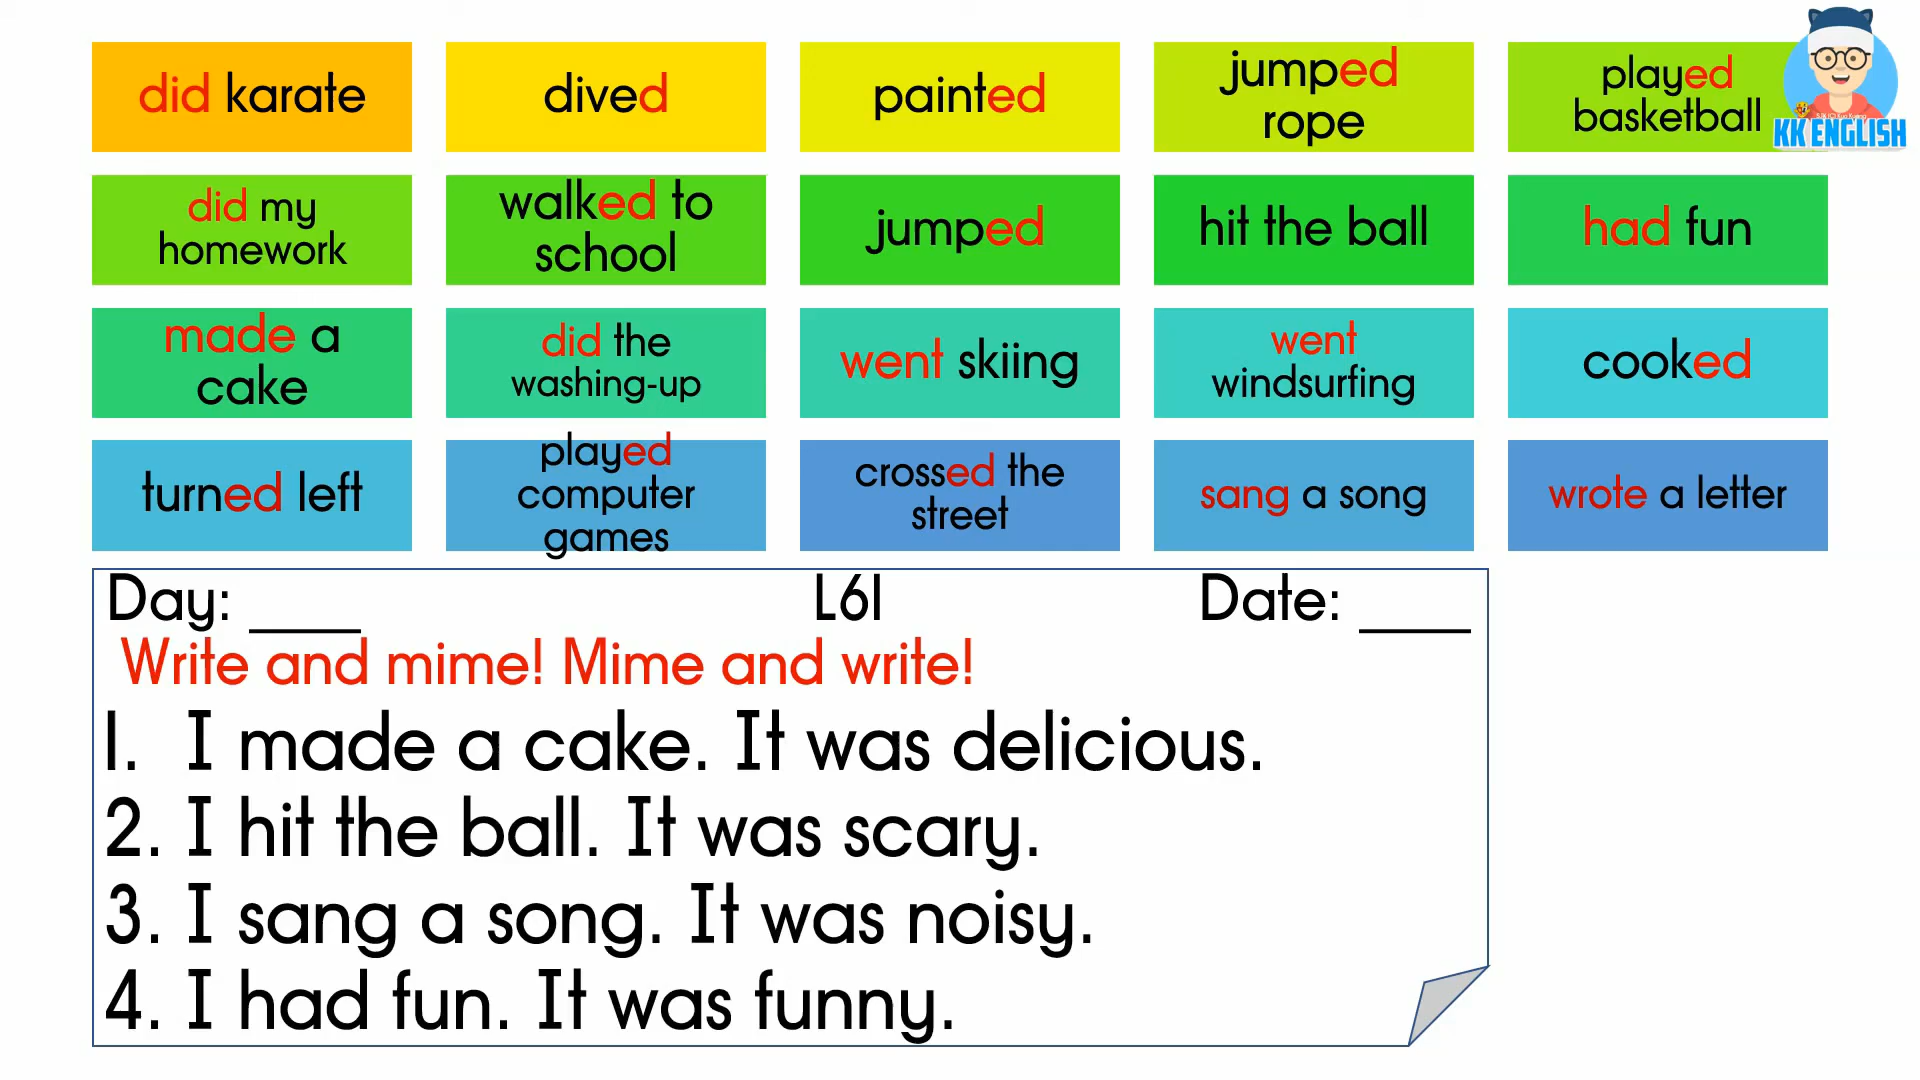 did karate
dived
painted
jumped
rope
played
basketball
KK ENGLISH
did my
homework
walked to
school
jumped
hit the ball
had fun
made a
cake
did the
washing-up
went skiing
went
windsurfing
cooked
turned left
played
computer
games
crossed the
street
sang a song
wrote a letter
Day: ____ L61 Date: ____
Write and mime! Mime and write!
1. I made a cake. It was delicious.
2. I hit the ball. It was scary.
3. I sang a song. It was noisy.
4. I had fun. It was funny.